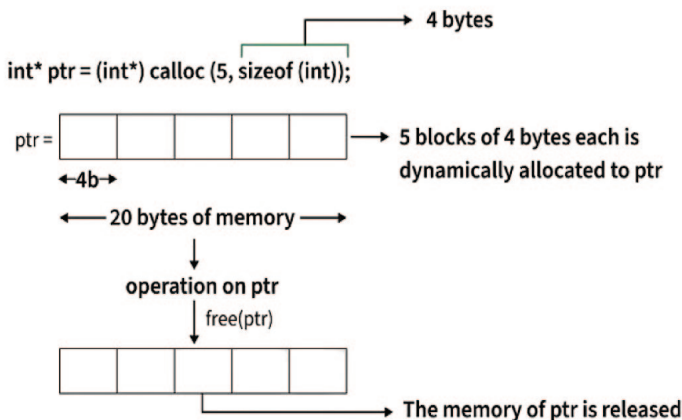 4 bytes
int* ptr = (int*) calloc (5, sizeof (int));
ptr =
5 blocks of 4 bytes each is
dynamically allocated to ptr
4b
20 bytes of memory
operation on ptr
free(ptr)
The memory of ptr is released